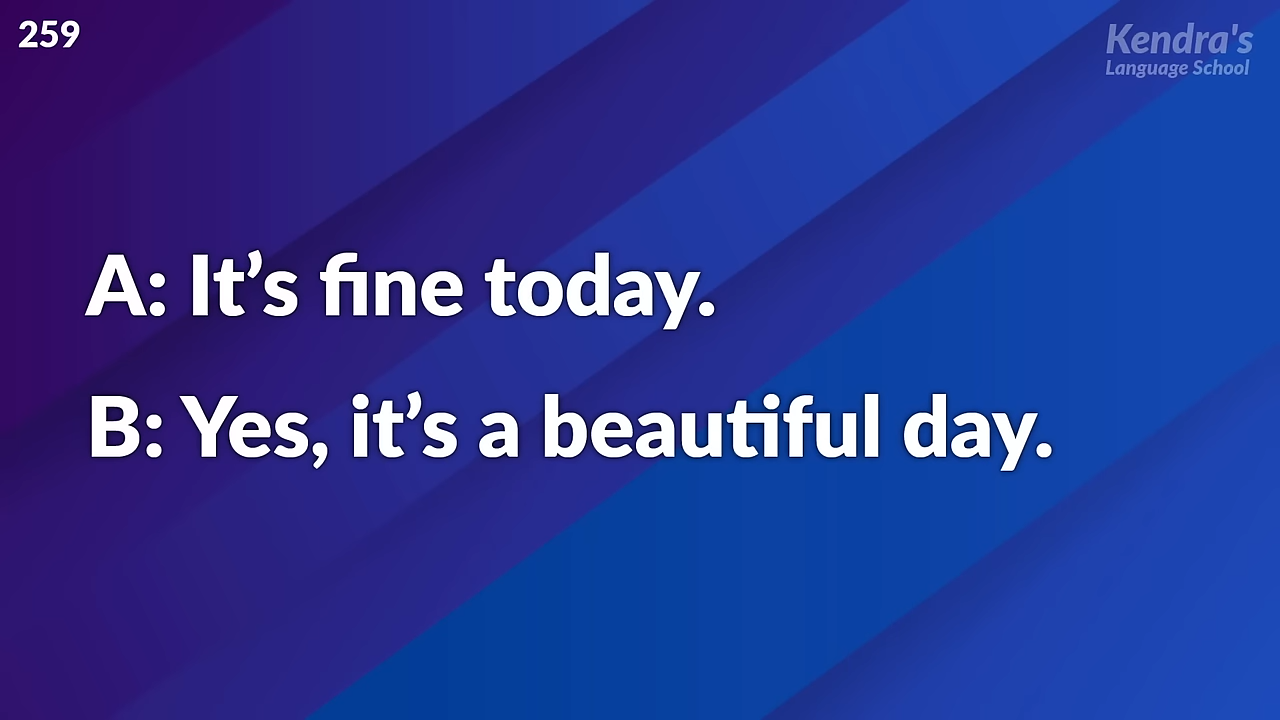 259
Kendra's
Language School
A: It’s fine today.
B: Yes, it’s a beautiful day.